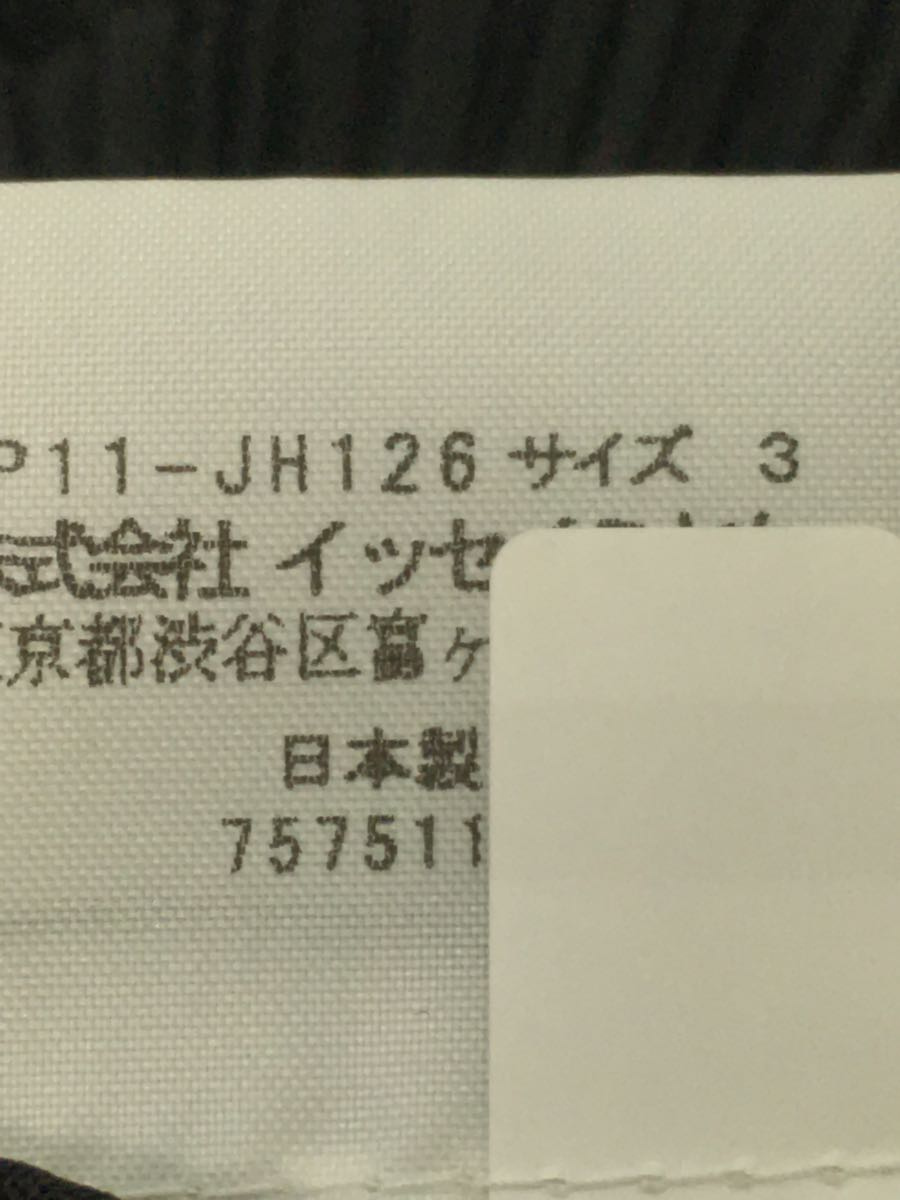 P11-JH126 サイズ 3
式会社 イッセ
京都渋谷区富ヶ
日本製
757511